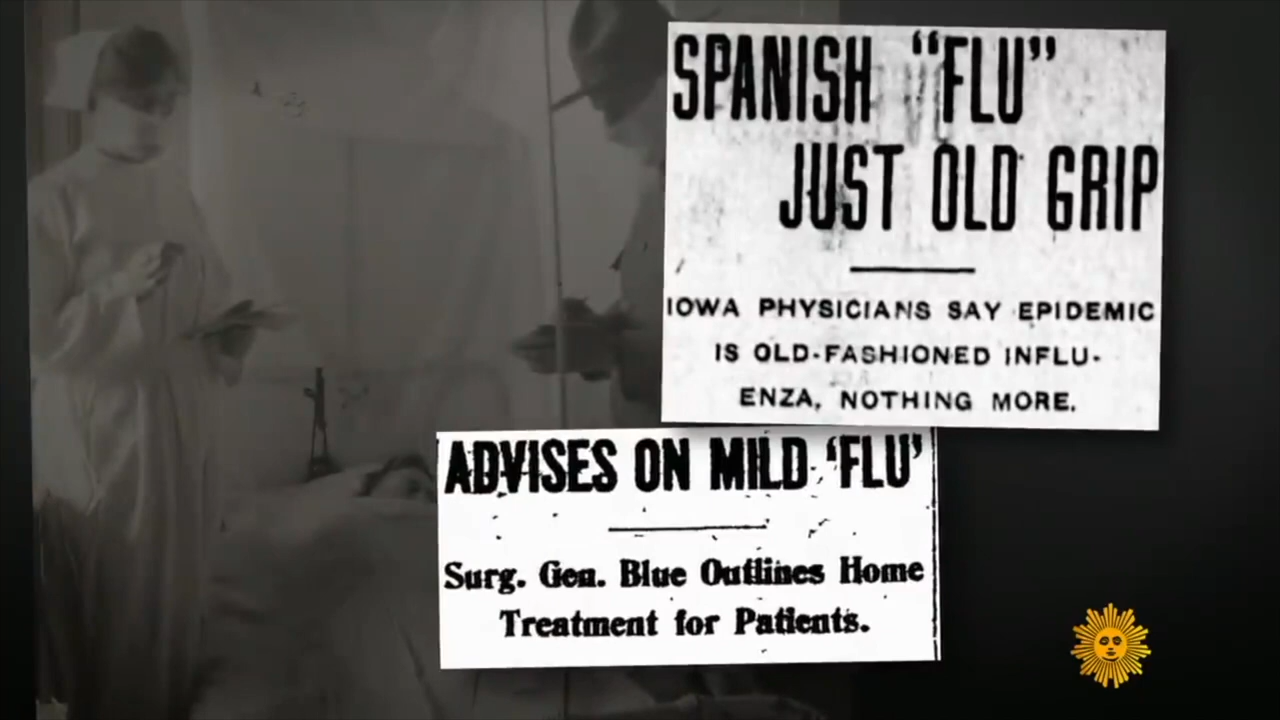 SPANISH “FLU”
JUST OLD GRIP
IOWA PHYSICIANS SAY EPIDEMIC
IS OLD-FASHIONED INFLU-
ENZA, NOTHING MORE.
ADVISES ON MILD ‘FLU’
Surg. Gen. Blue Outlines Home
Treatment for Patients.